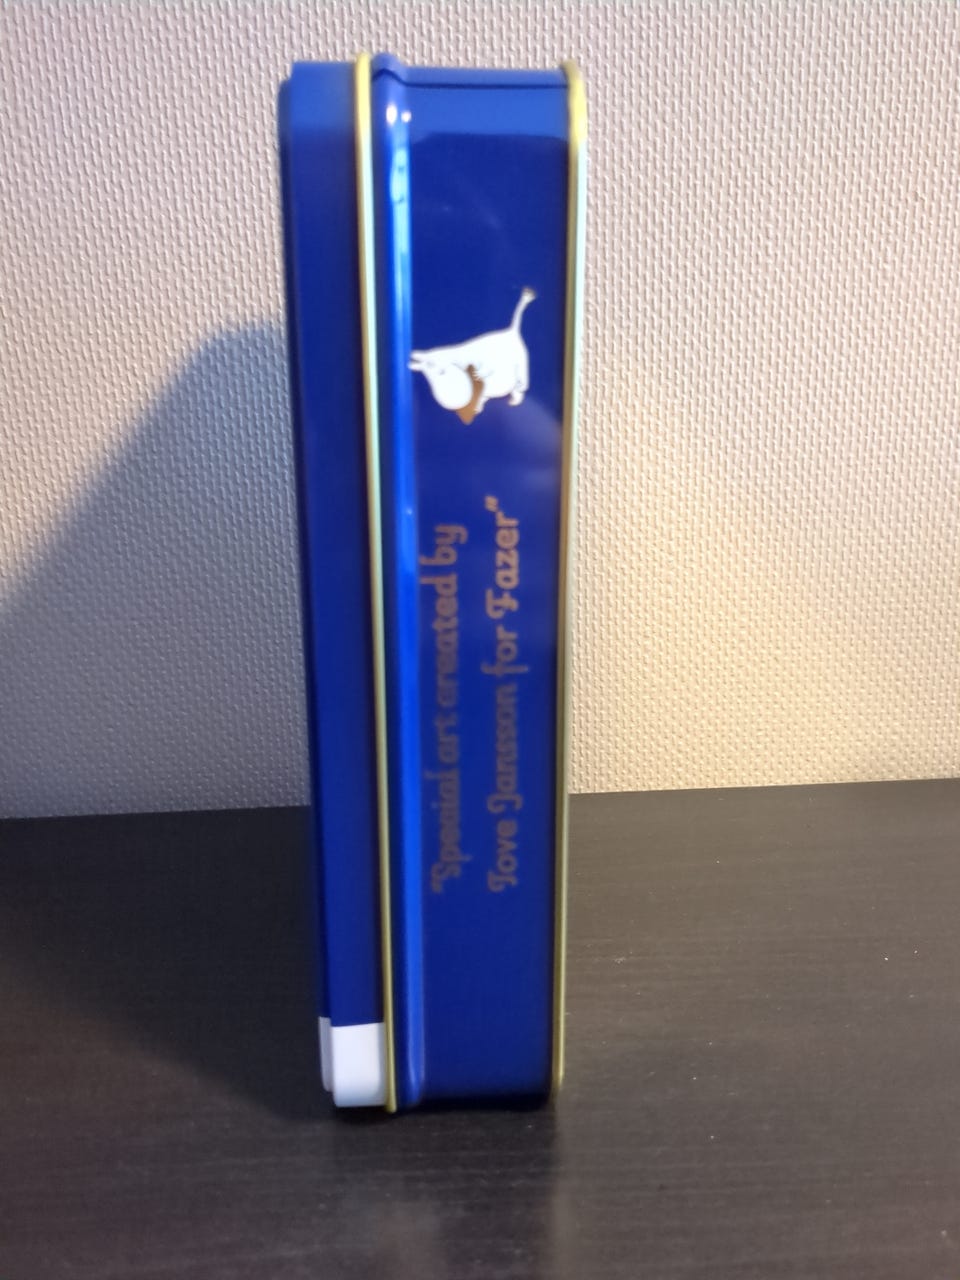 "Special art created by
Tove Jansson for Fazer"